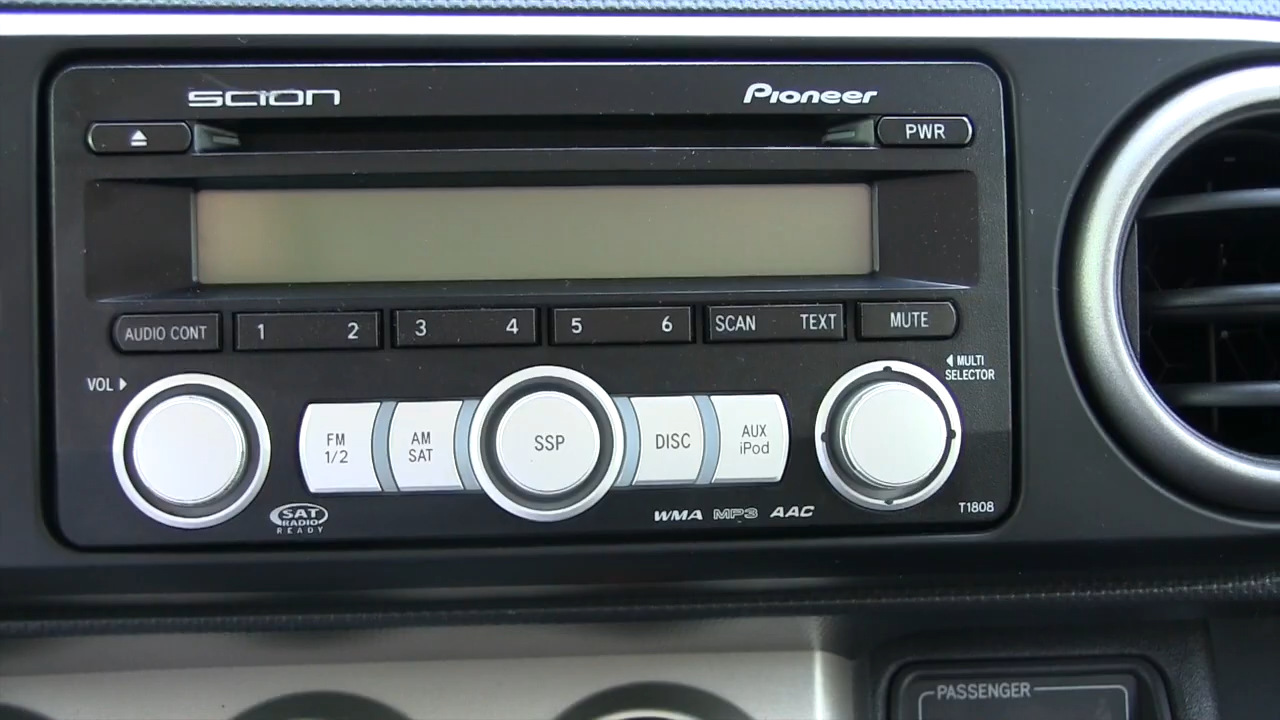 SCION
Pioneer
PWR
AUDIO CONT
1 2
3 4
5 6
SCAN TEXT
MUTE
VOL
MULTI
SELECTOR
FM
1/2
AM
SAT
SSP
DISC
AUX
iPod
SAT
RADIO
READY
WMA MP3 AAC
T1808
PASSENGER